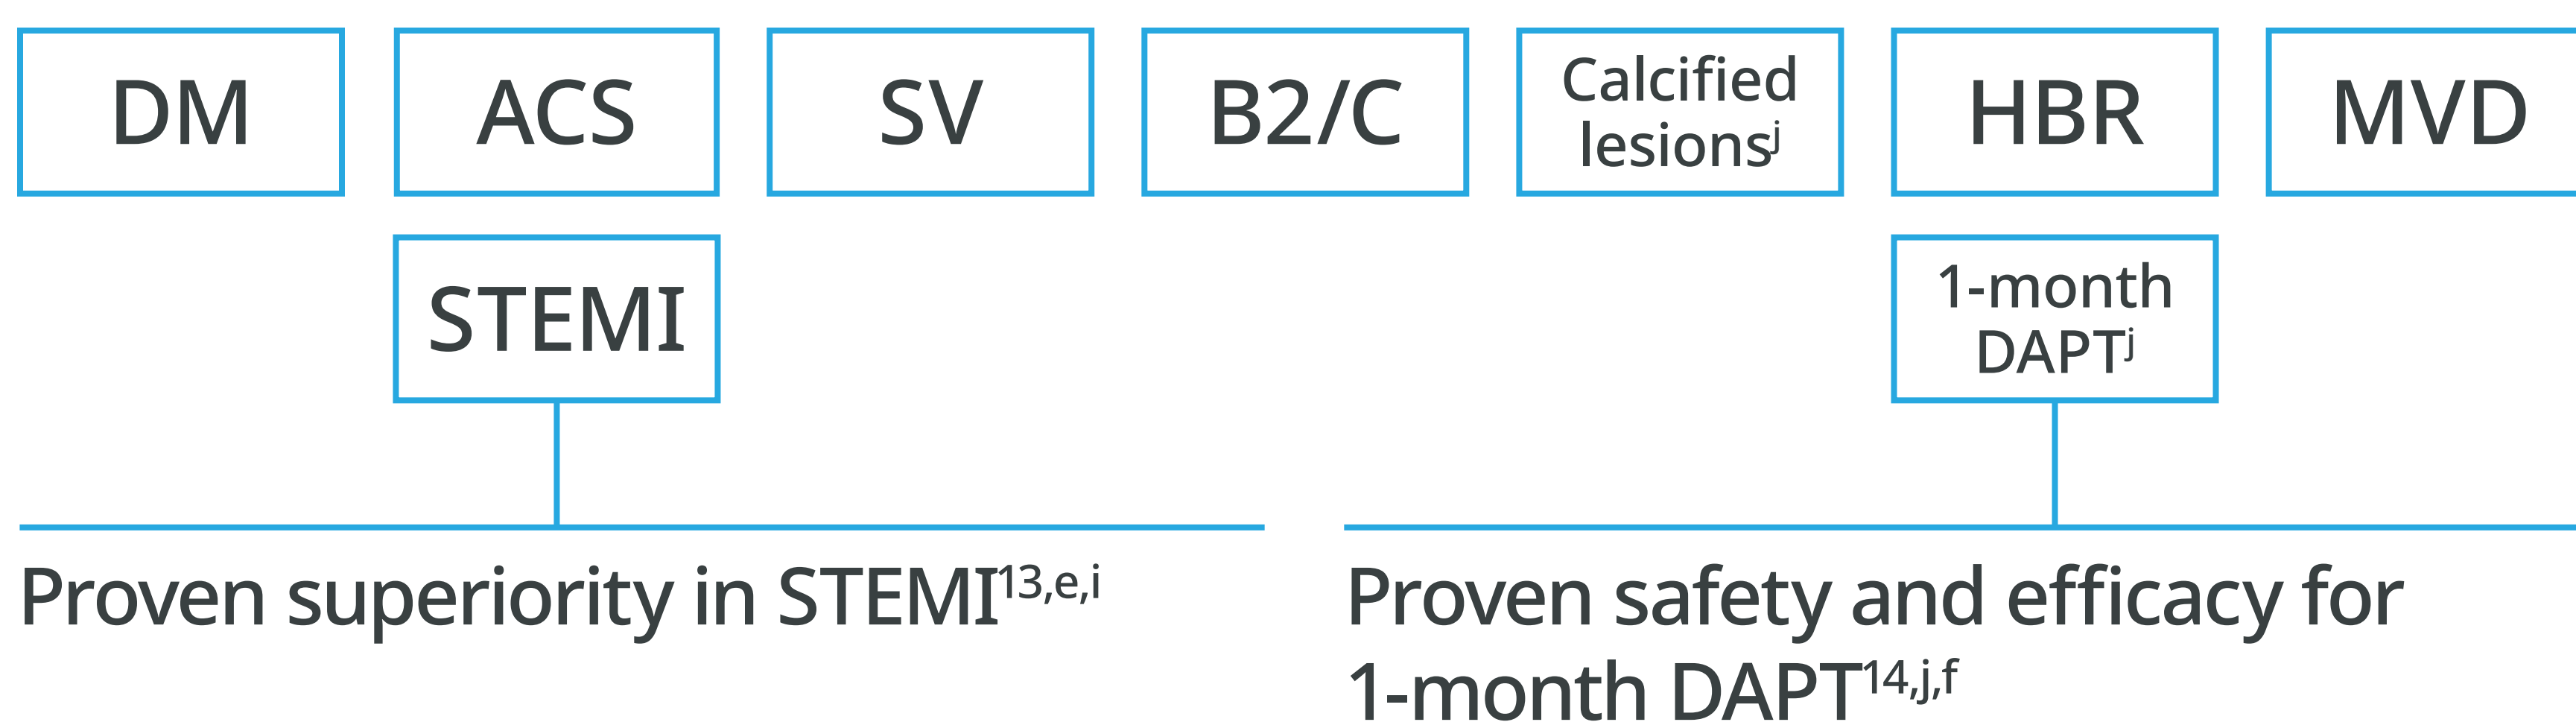 DM
ACS
SV
B2/C
Calcified
lesionsʲ
HBR
MVD
STEMI
1-month
DAPTʲ
Proven superiority in STEMI¹³,ᵉ,ⁱ
Proven safety and efficacy for
1-month DAPT¹⁴,ʲ,ᶠ